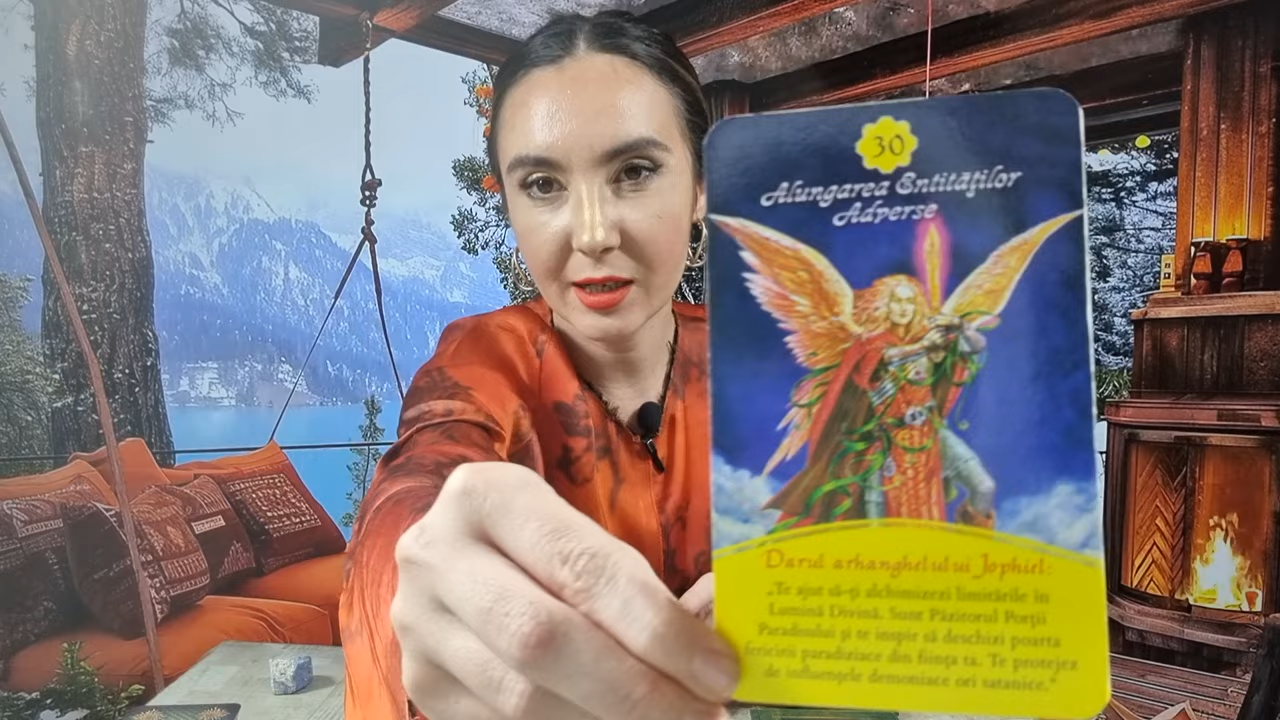 30
Alungarea Entităților
Adverse
Darul arhanghelului Jophiel:
„Te ajut să-ți alchimizezi limitările în
Lumină Divină. Sunt Păzitorul Porții
Paradisului și te inspir să deschizi poarta
fericirii paradiziace din ființa ta. Te protejez
de influențele demoniace ori satanice.”